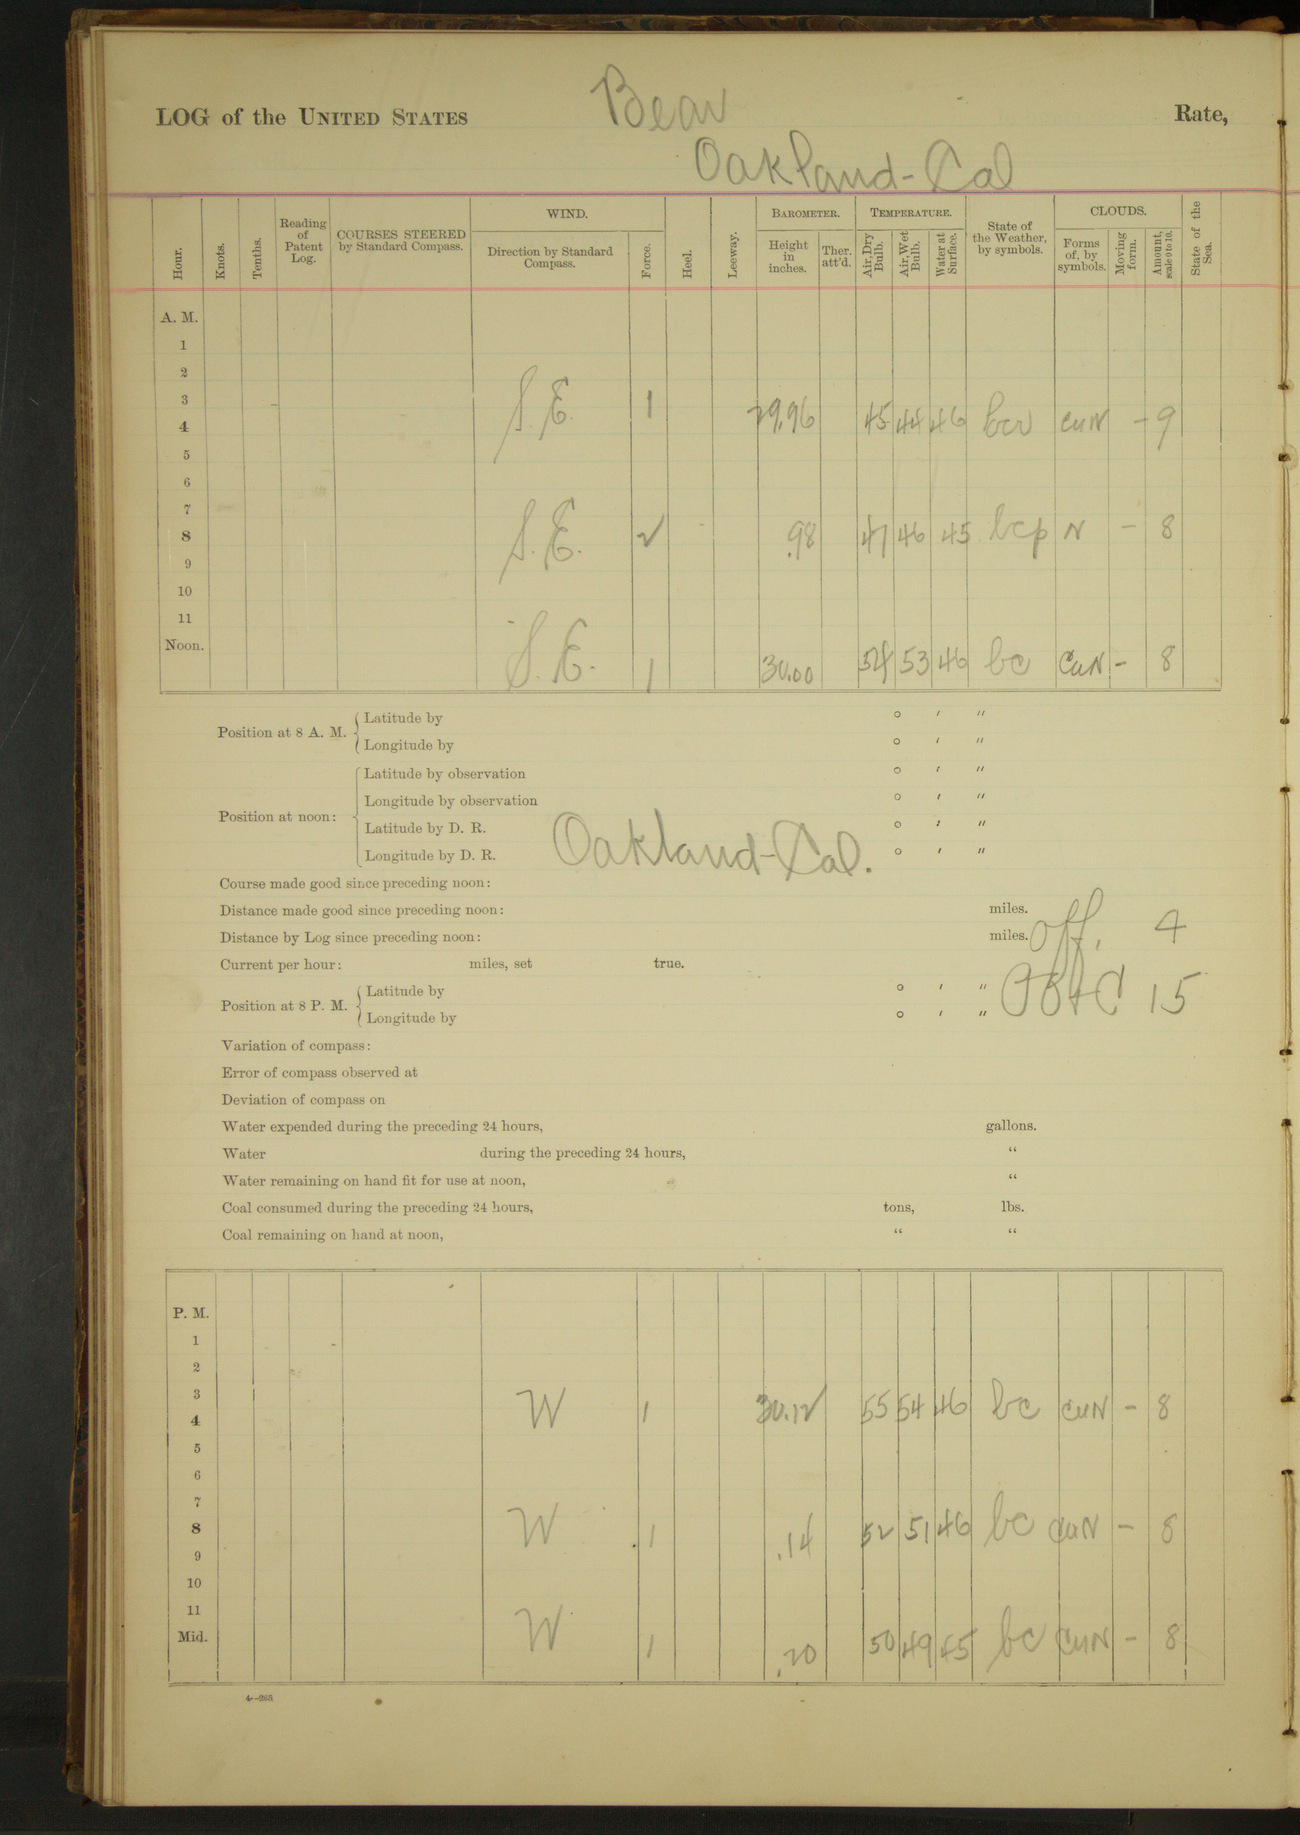 LOG of the UNITED STATES Bear Rate,
Oakland-Cal
Hour. Knots. Tenths. Reading of Patent Log. COURSES STEERED by Standard Compass. WIND. Direction by Standard Compass. Force. Heel. Leeway. BAROMETER. Height in inches. Ther. att'd. TEMPERATURE. Air, Dry Bulb. Air, Wet Bulb. Water at Surface. State of the Weather, by symbols. CLOUDS. Forms of, by symbols. Moving form. Amount, scale 0 to 10. State of the Sea.
A. M.
1
2
3
4 S.E. 1 29.96 45 44 46 CuN - 9
5
6
7
8 S.E. 2 .98 47 46 45 bcp N - 8
9
10
11
Noon. S.E. 1 30.00 54 53 46 bc CuN - 8
Position at 8 A. M. Latitude by ° ′ ″
Longitude by ° ′ ″
Position at noon: Latitude by observation ° ′ ″
Longitude by observation ° ′ ″
Latitude by D. R. ° ′ ″
Longitude by D. R. Oakland-Cal. ° ′ ″
Course made good since preceding noon:
Distance made good since preceding noon: miles.
Distance by Log since preceding noon: miles. Off. 4
Current per hour: miles, set true.
Position at 8 P. M. Latitude by ° ′ ″ 15
Longitude by ° ′ ″
Variation of compass:
Error of compass observed at
Deviation of compass on
Water expended during the preceding 24 hours, gallons.
Water during the preceding 24 hours, “
Water remaining on hand fit for use at noon, “
Coal consumed during the preceding 24 hours, tons, lbs.
Coal remaining on hand at noon, “ “
P. M.
1
2
3
4 W 1 30.12 55 54 46 bc CuN - 8
5
6
7
8 W 1 .14 52 51 46 bc CuN - 8
9
10
11
Mid. W 1 .20 50 49 45 bc CuN - 8
4—265